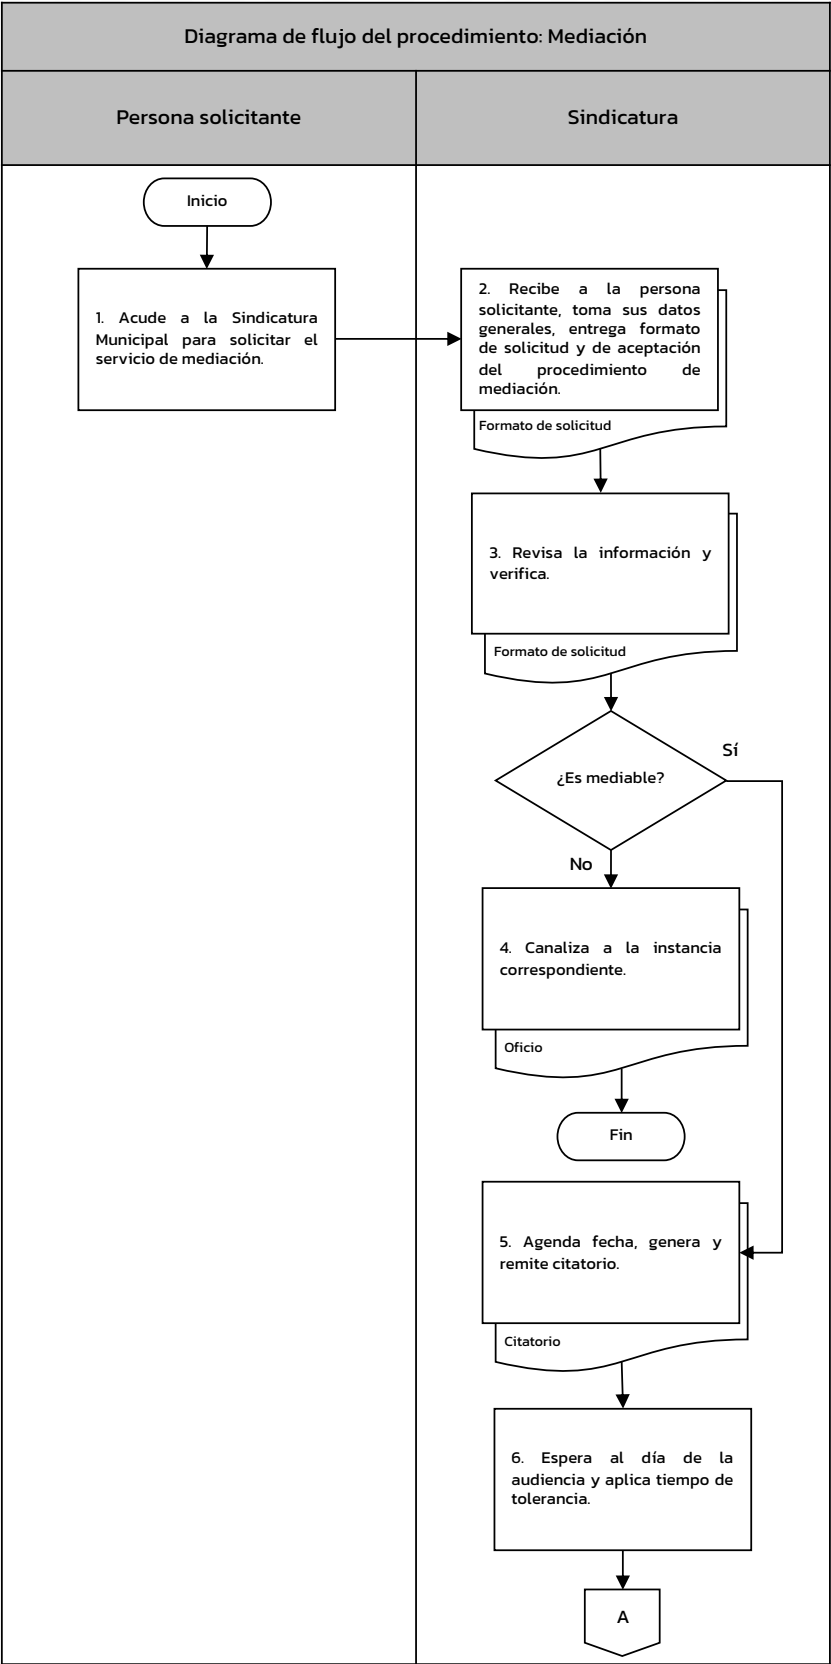 Diagrama de flujo del procedimiento: Mediación
Persona solicitante
Sindicatura
Inicio
1. Acude a la Sindicatura
Municipal para solicitar el
servicio de mediación.
2. Recibe a la persona
solicitante, toma sus datos
generales, entrega formato
de solicitud y de aceptación
del procedimiento de
mediación.
Formato de solicitud
3. Revisa la información y
verifica.
Formato de solicitud
¿Es mediable?
Sí
No
4. Canaliza a la instancia
correspondiente.
Oficio
Fin
5. Agenda fecha, genera y
remite citatorio.
Citatorio
6. Espera al día de la
audiencia y aplica tiempo de
tolerancia.
A